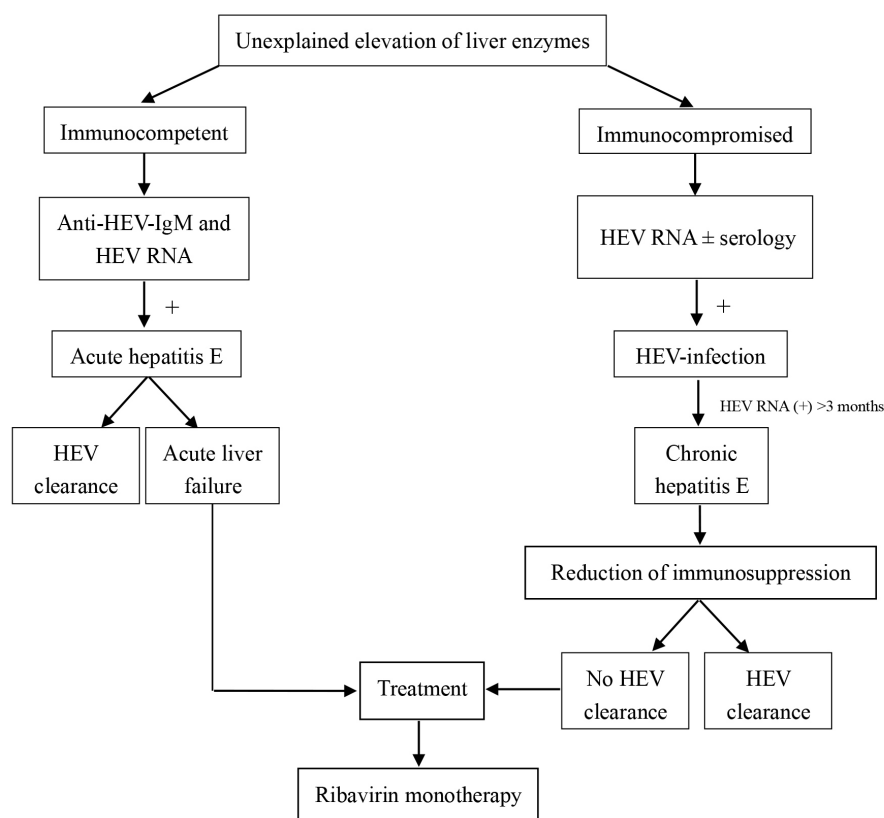 Unexplained elevation of liver enzymes
Immunocompetent
Immunocompromised
Anti-HEV-IgM and
HEV RNA
HEV RNA ± serology
+
+
Acute hepatitis E
HEV-infection
HEV RNA (+) >3 months
HEV
clearance
Acute liver
failure
Chronic
hepatitis E
Reduction of immunosuppression
Treatment
No HEV
clearance
HEV
clearance
Ribavirin monotherapy